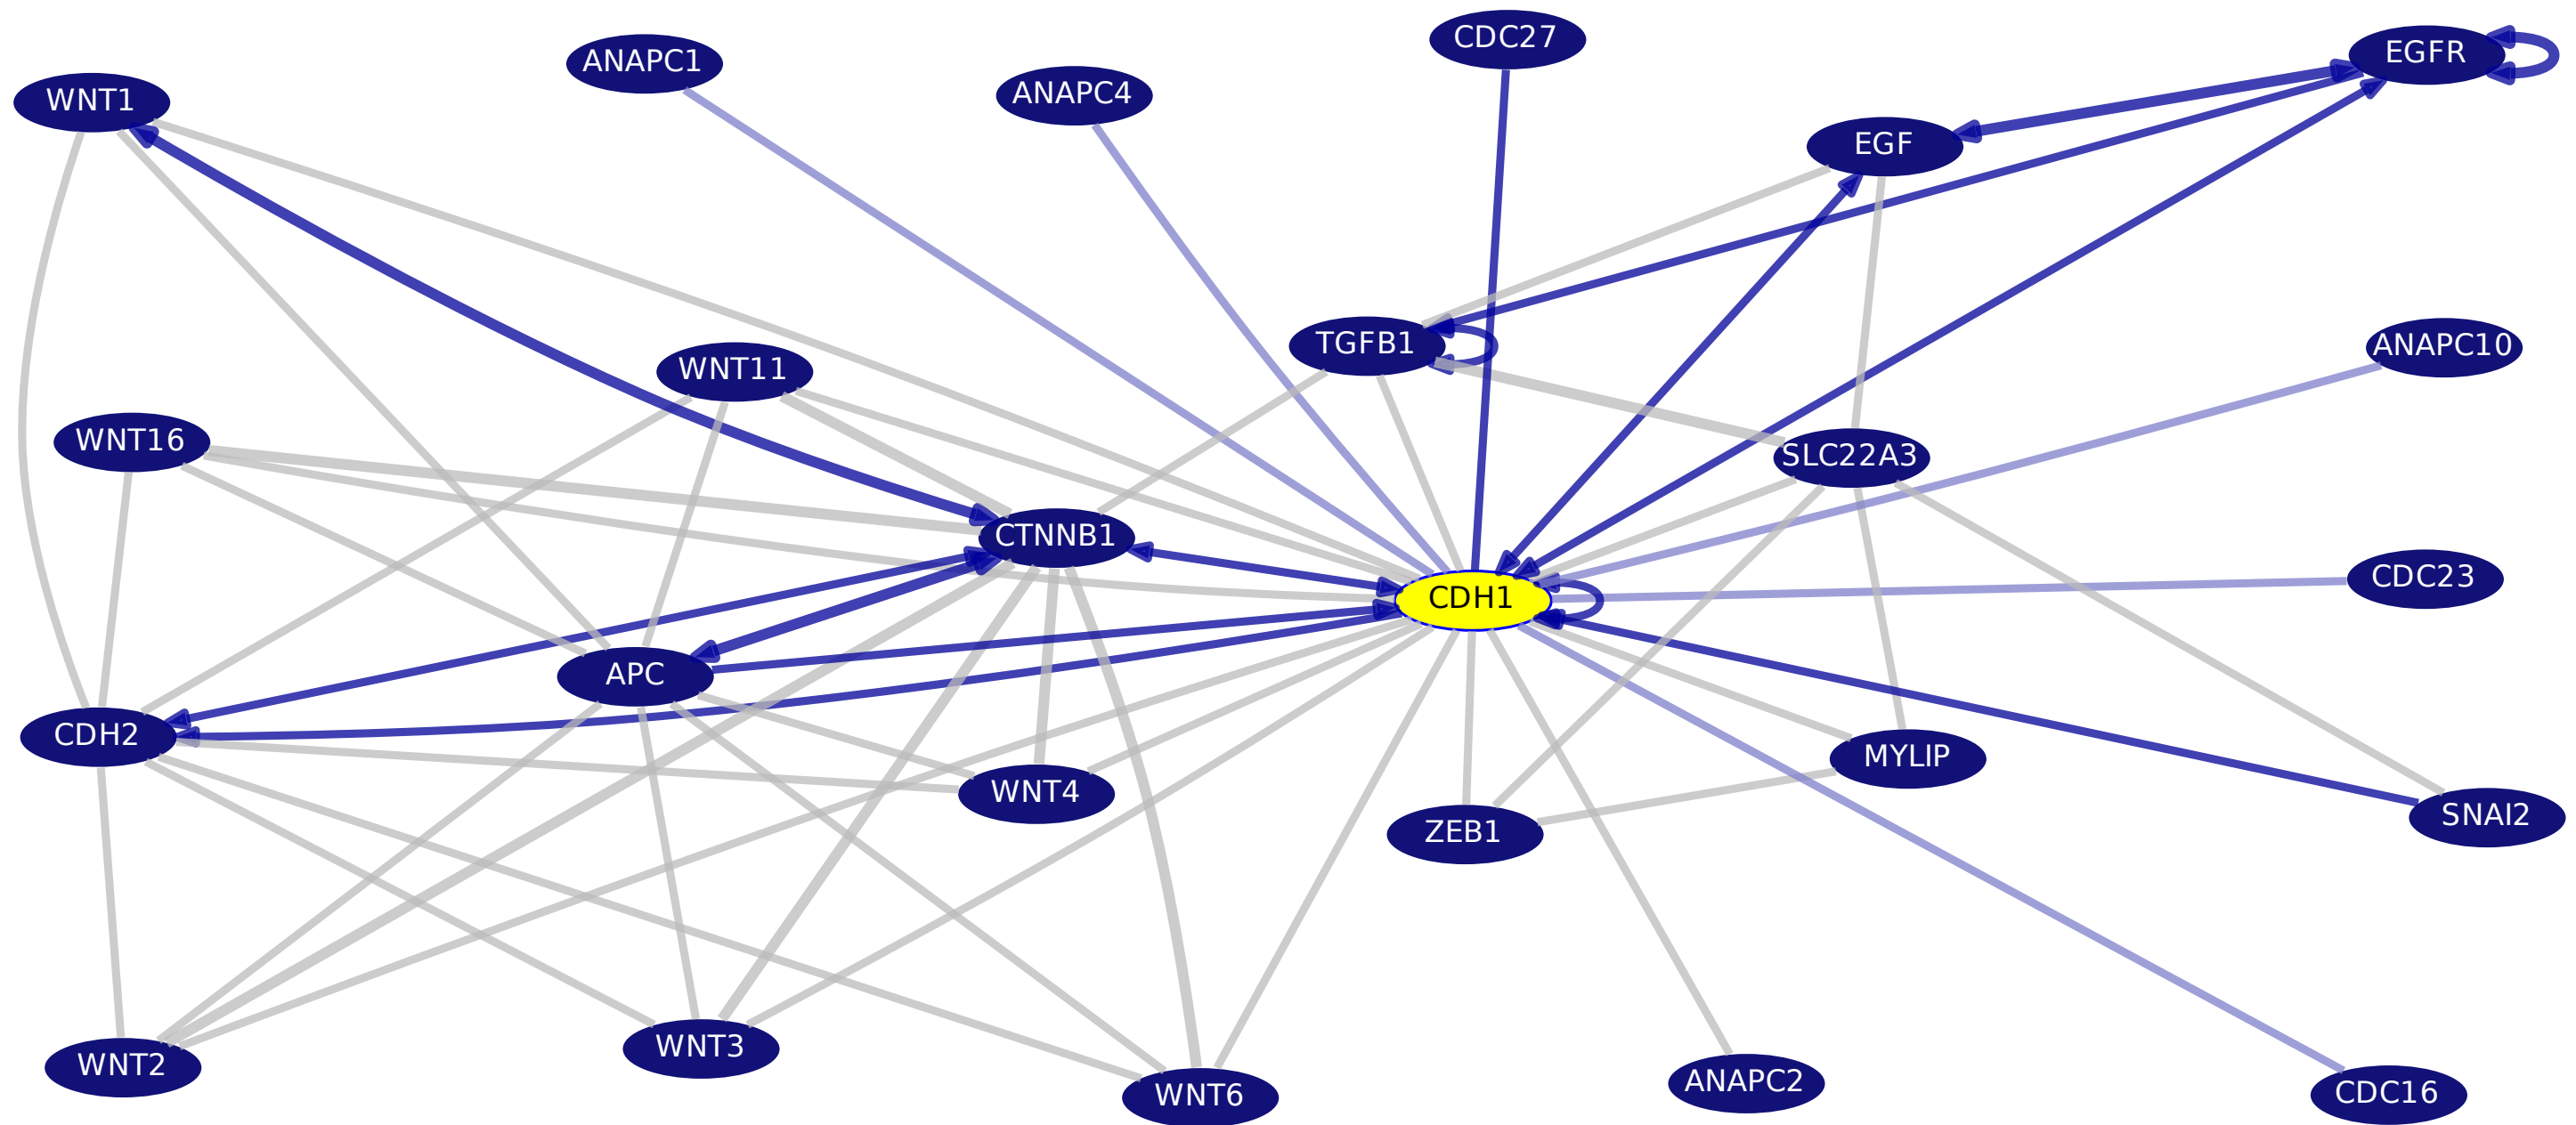 CDC27
EGFR
ANAPC1
ANAPC4
WNT1
EGF
TGFB1
ANAPC10
WNT11
WNT16
SLC22A3
CTNNB1
CDC23
CDH1
APC
CDH2
MYLIP
WNT4
SNAI2
ZEB1
WNT3
WNT2
ANAPC2
CDC16
WNT6